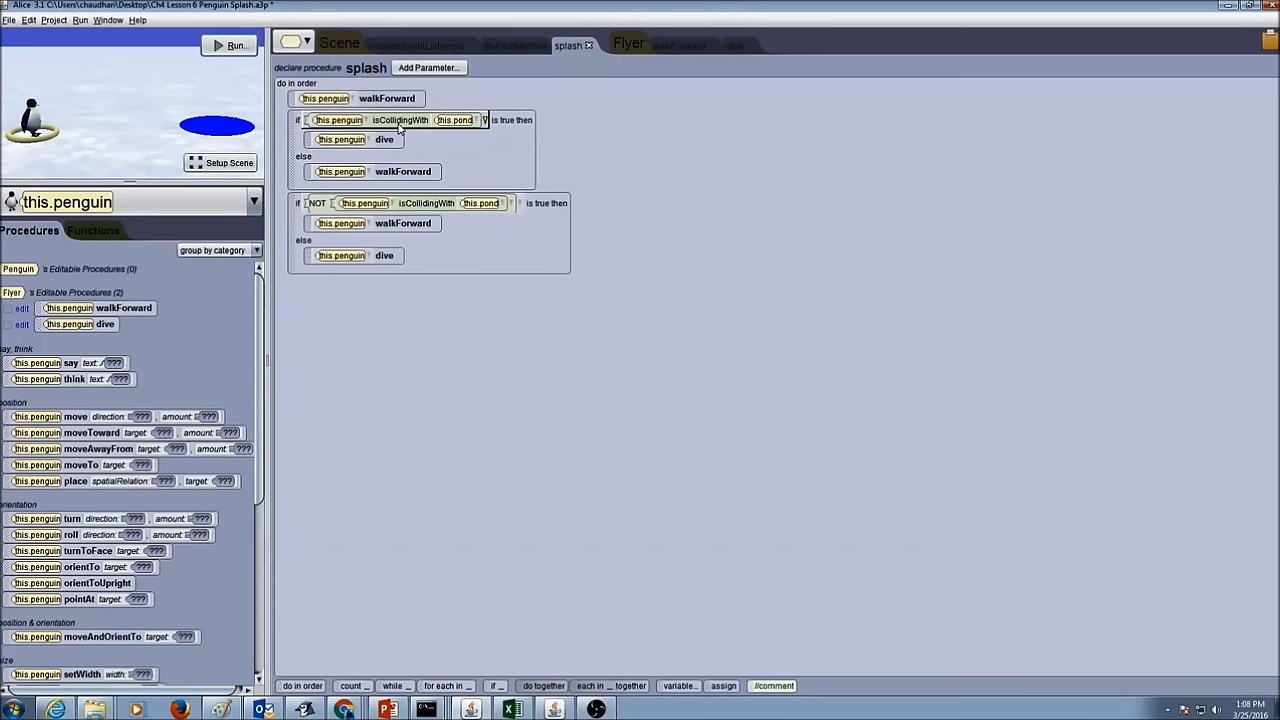 Alice 3.1 C:\Users\chaudhari\Desktop\Ch4 Lesson 6 Penguin Splash.a3p *
File Edit Project Run Window Help
Run...
Setup Scene
this.penguin
Procedures Functions
group by category
Penguin 's Editable Procedures (0)
Flyer 's Editable Procedures (2)
edit this.penguin walkForward
edit this.penguin dive
say, think
this.penguin say text: ???
this.penguin think text: ???
position
this.penguin move direction: ??? , amount: ???
this.penguin moveToward target: ??? , amount: ???
this.penguin moveAwayFrom target: ??? , amount: ???
this.penguin moveTo target: ???
this.penguin place spatialRelation: ??? , target: ???
orientation
this.penguin turn direction: ??? , amount: ???
this.penguin roll direction: ??? , amount: ???
this.penguin turnToFace target: ???
this.penguin orientTo target: ???
this.penguin orientToUpright
this.penguin pointAt target: ???
position & orientation
this.penguin moveAndOrientTo target: ???
size
this.penguin setWidth width: ???
Scene initializeEventListeners myFirstMethod splash Flyer walkForward dive
declare procedure splash Add Parameter...
do in order
this.penguin walkForward
if this.penguin isCollidingWith this.pond is true then
this.penguin dive
else
this.penguin walkForward
if NOT this.penguin isCollidingWith this.pond is true then
this.penguin walkForward
else
this.penguin dive
do in order count _ while _ for each in _ if _ do together each in _ together variable... assign //comment
1:08 PM
3/25/2016